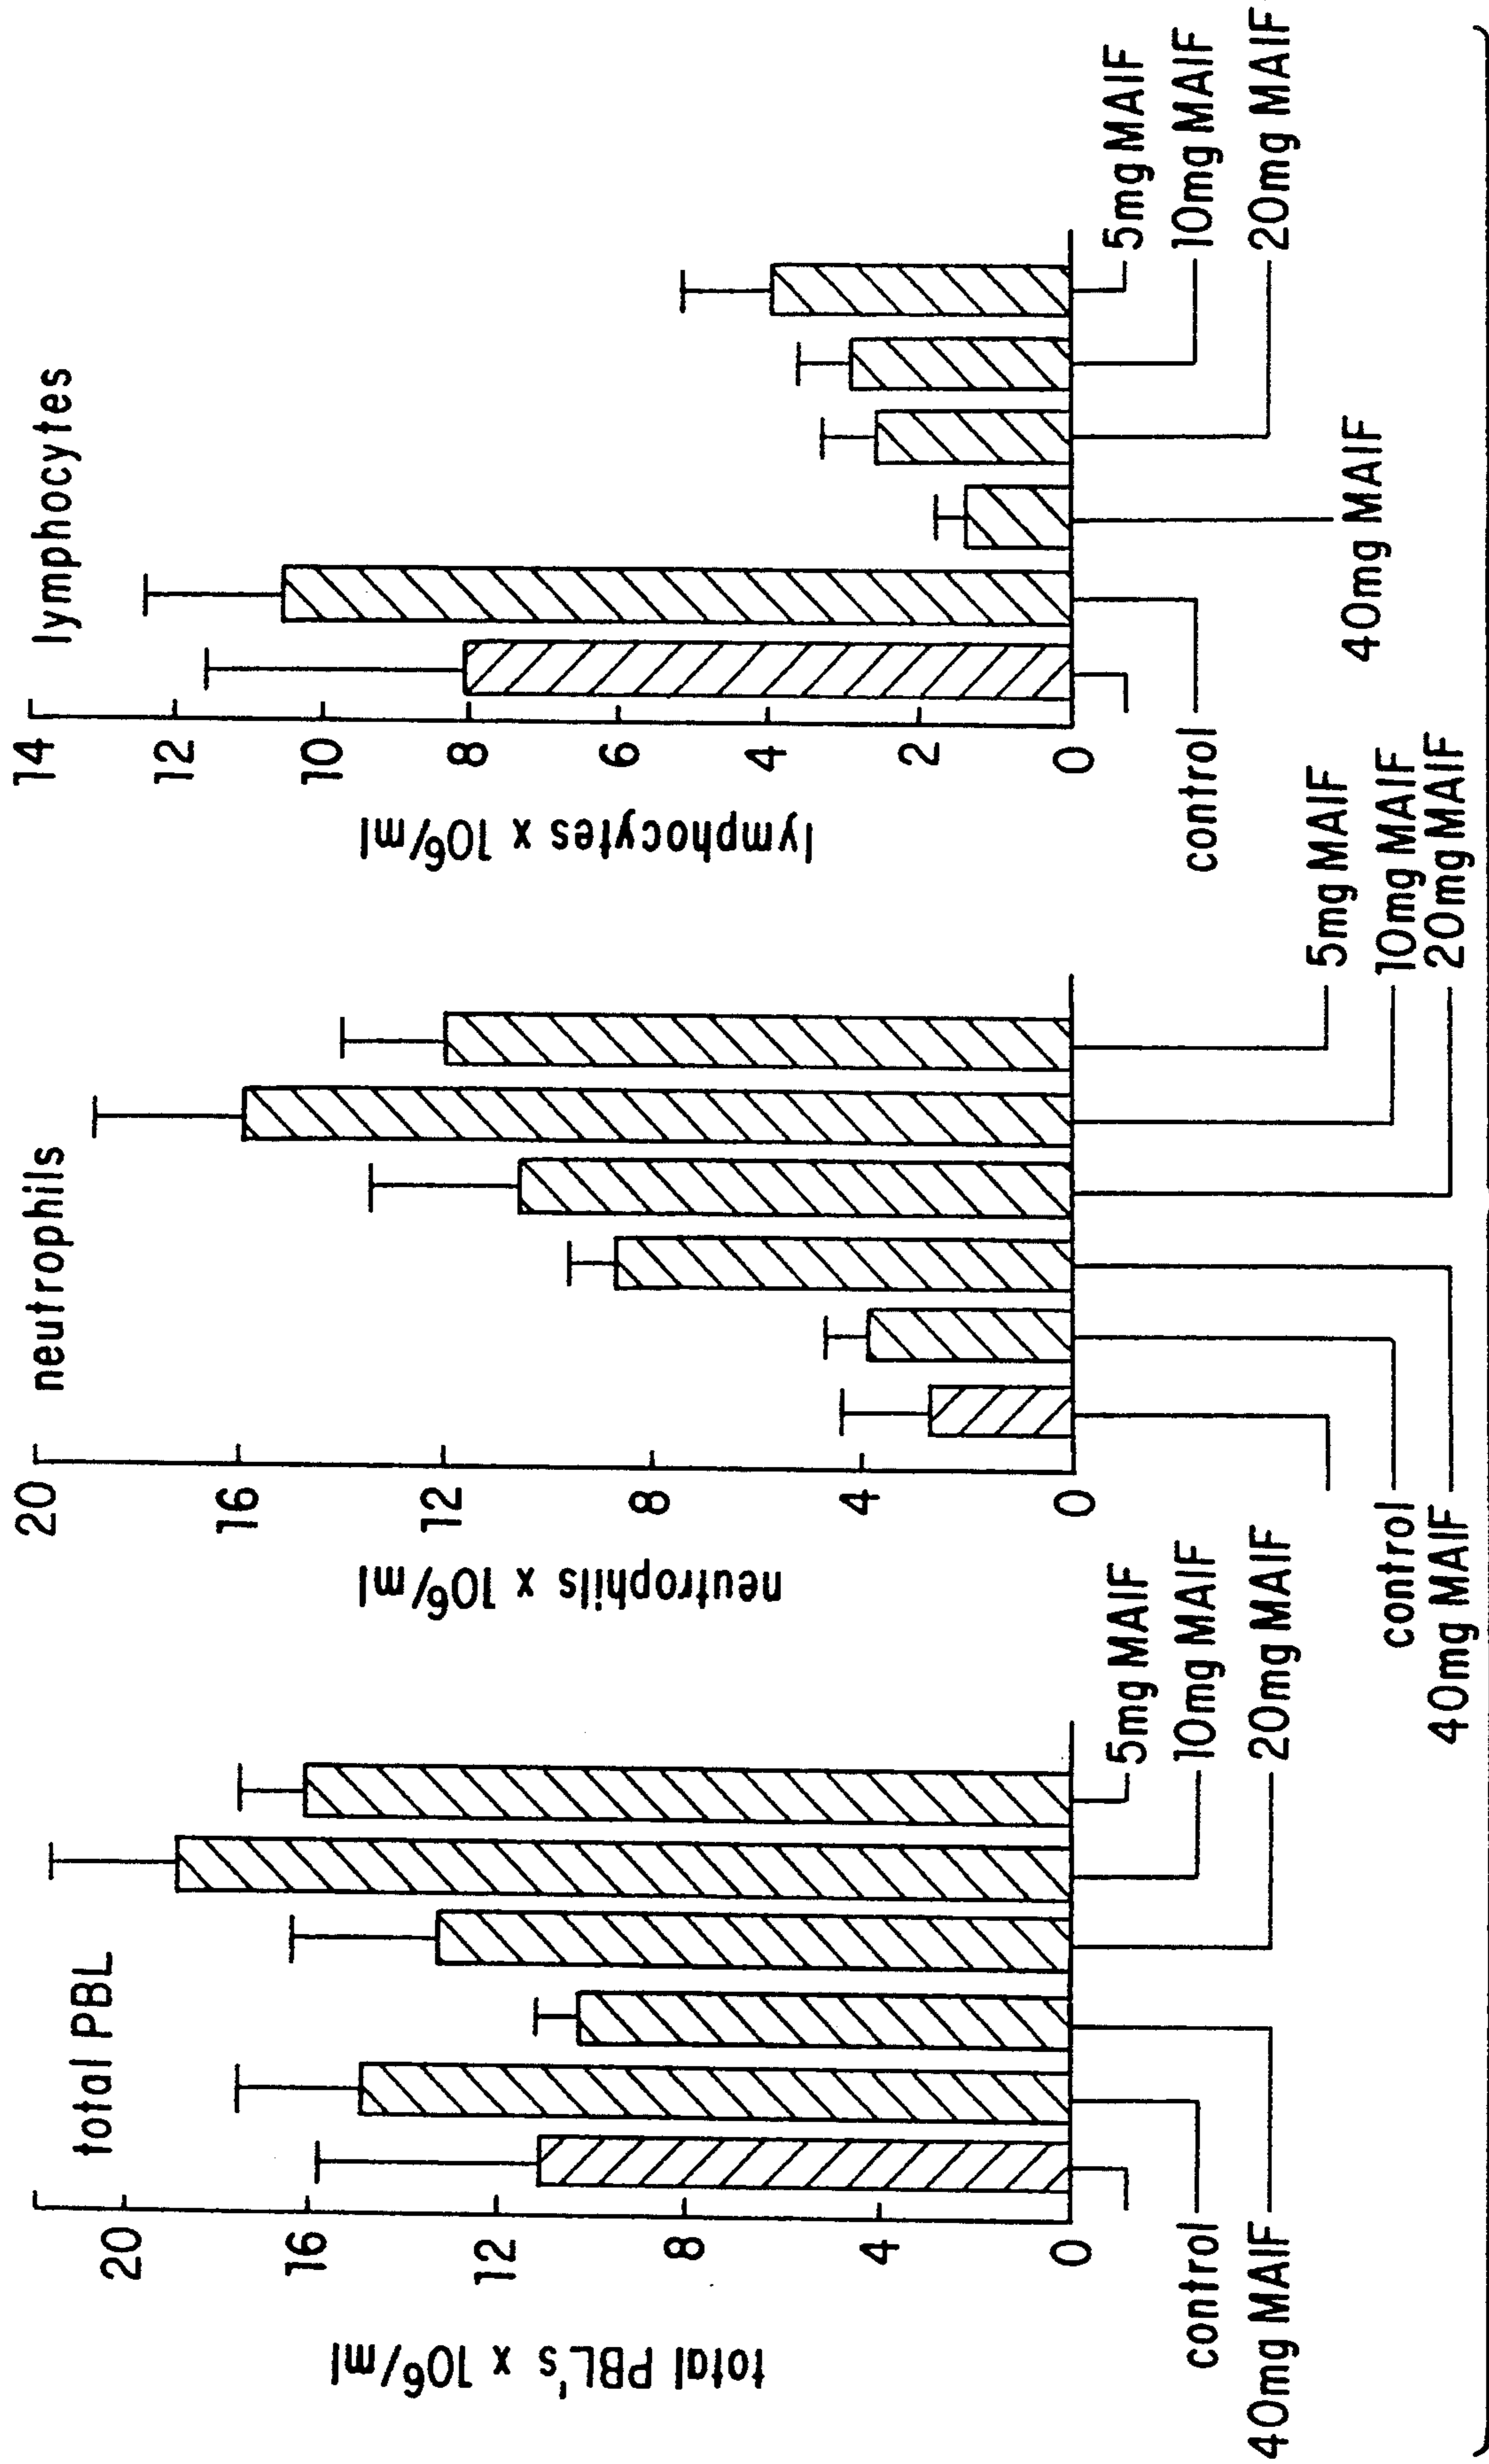 total PBL
total PBL's x 10⁶/ml
20
16
12
8
4
0
control
40mg MAIF
5mg MAIF
10mg MAIF
20mg MAIF
neutrophils
neutrophils x 10⁶/ml
20
16
12
8
4
0
control
40mg MAIF
5mg MAIF
10mg MAIF
20mg MAIF
lymphocytes
lymphocytes x 10⁶/ml
14
12
10
8
6
4
2
0
control
40mg MAIF
5mg MAIF
10mg MAIF
20mg MAIF